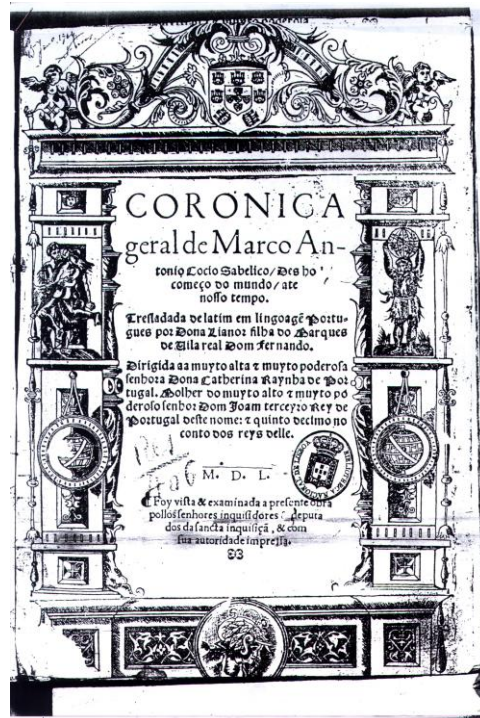 CORONICA
geral de Marco An-
tonio Cocio Sabelico / Des ho
começo do mundo / ate
nosso tempo.
Tresladada de latim em lingoagẽ Portu-
gues por Dona Lianor filha do Marques
de Uila real Dom Fernando.
Dirigida aa muyto alta ⁊ muyto poderosa
senhora Dona Catherina Raynha de Por
tugal. Molher do muyto alto ⁊ muyto po
deroso senhor Dom Joam terceyro Rey de
Portugal deste nome: ⁊ quinto decimo no
conto dos reys delle.
M. D. L.
Foy vista & examinada a presente obra
pollos senhores inquisidores deputa
dos da sancta inquisiçã, & com
sua autoridade impressa.